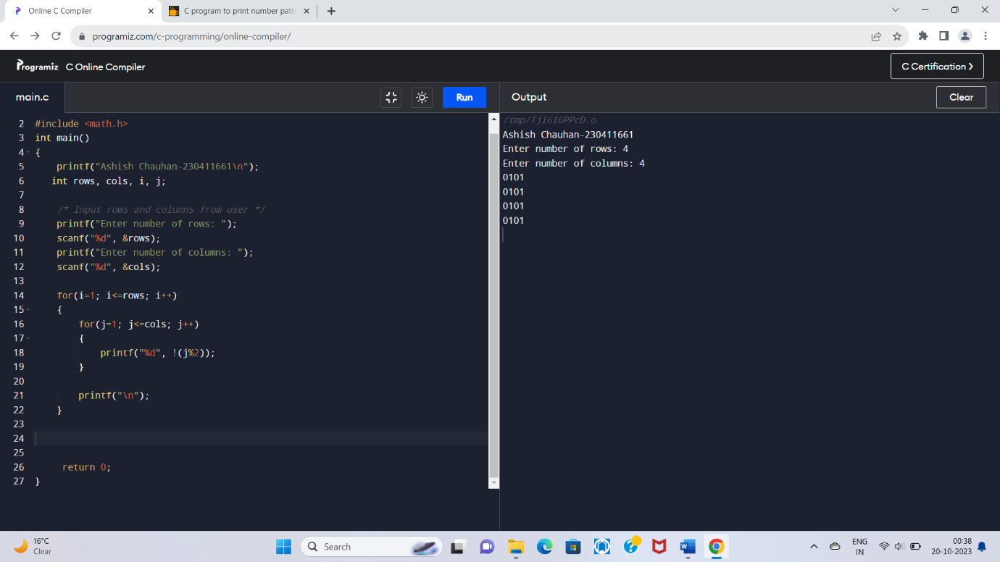 Online C Compiler
C program to print number patt
programiz.com/c-programming/online-compiler/
Programiz C Online Compiler
C Certification >
main.c
Run
Output
Clear
2 #include <math.h>
3 int main()
4 {
5 printf("Ashish Chauhan-230411661\n");
6 int rows, cols, i, j;
7
8 /* Input rows and columns from user */
9 printf("Enter number of rows: ");
10 scanf("%d", &rows);
11 printf("Enter number of columns: ");
12 scanf("%d", &cols);
13
14 for(i=1; i<=rows; i++)
15 {
16 for(j=1; j<=cols; j++)
17 {
18 printf("%d", !(j%2));
19 }
20
21 printf("\n");
22 }
23
24
25
26 return 0;
27 }
/tmp/TjI6IGPPcD.o
Ashish Chauhan-230411661
Enter number of rows: 4
Enter number of columns: 4
0101
0101
0101
0101
16°C
Clear
Search
ENG
IN
00:38
20-10-2023